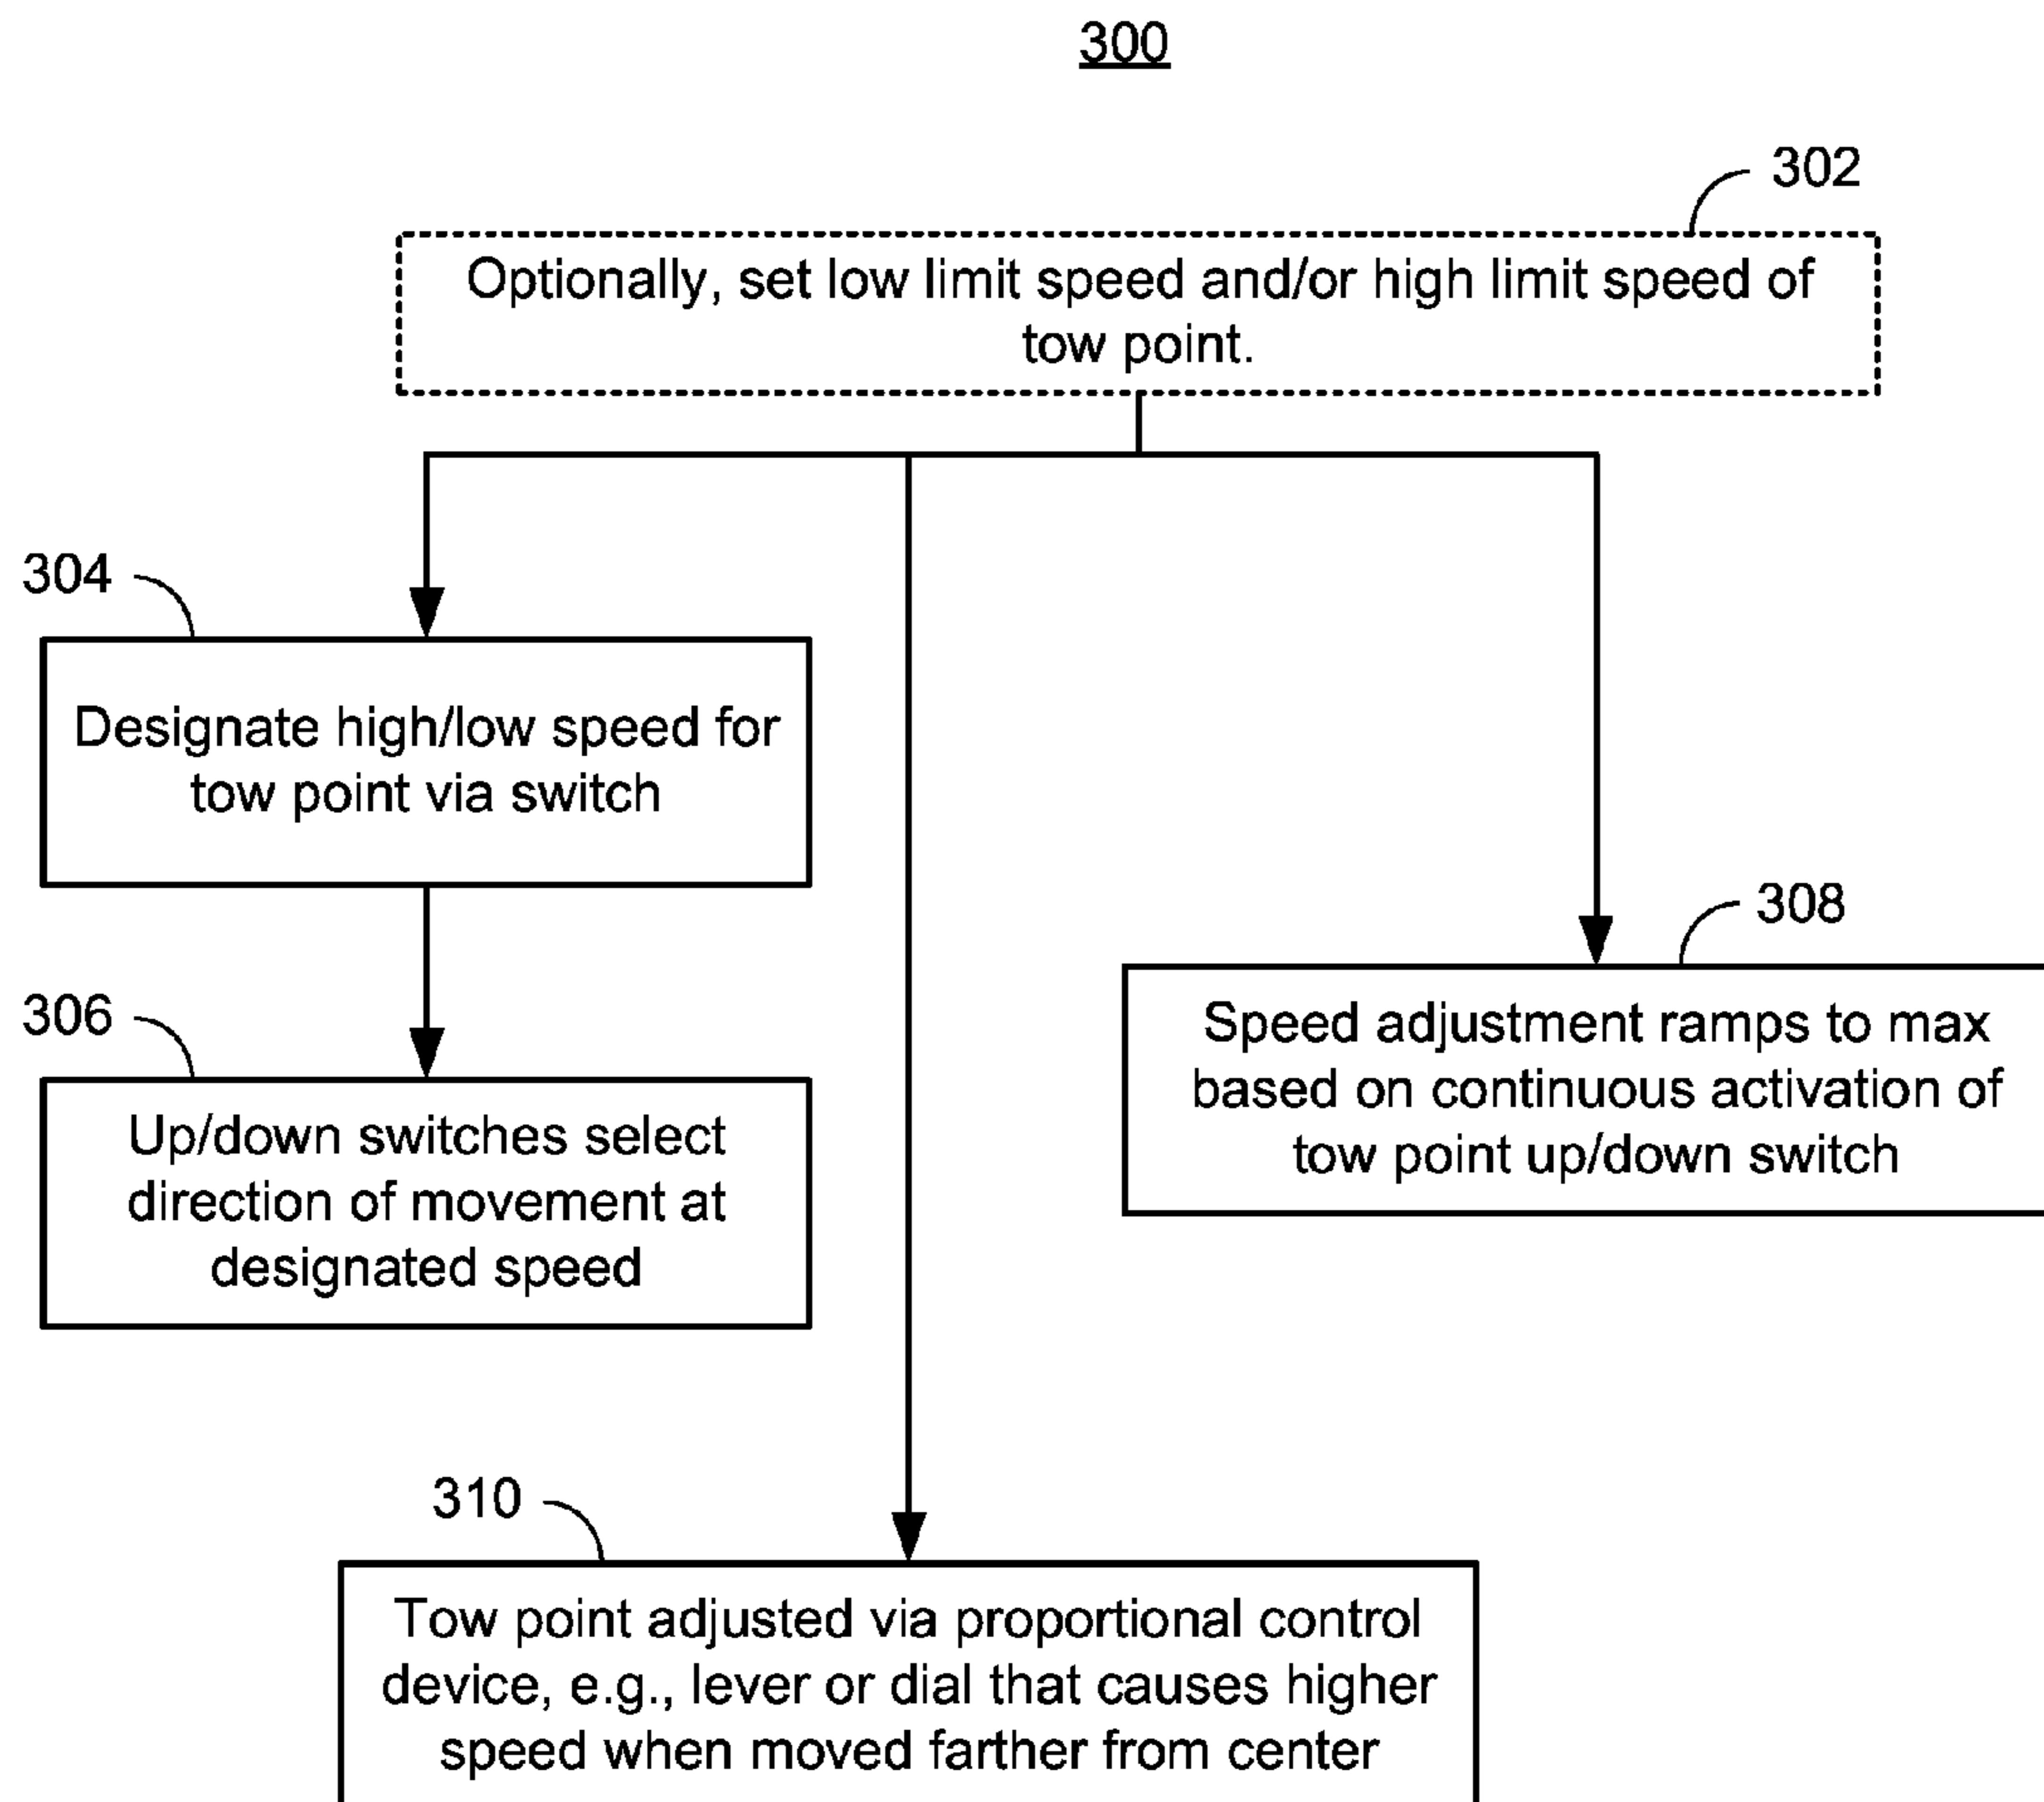 300
302
Optionally, set low limit speed and/or high limit speed of
tow point.
304
Designate high/low speed for
tow point via switch
306
Up/down switches select
direction of movement at
designated speed
308
Speed adjustment ramps to max
based on continuous activation of
tow point up/down switch
310
Tow point adjusted via proportional control
device, e.g., lever or dial that causes higher
speed when moved farther from center